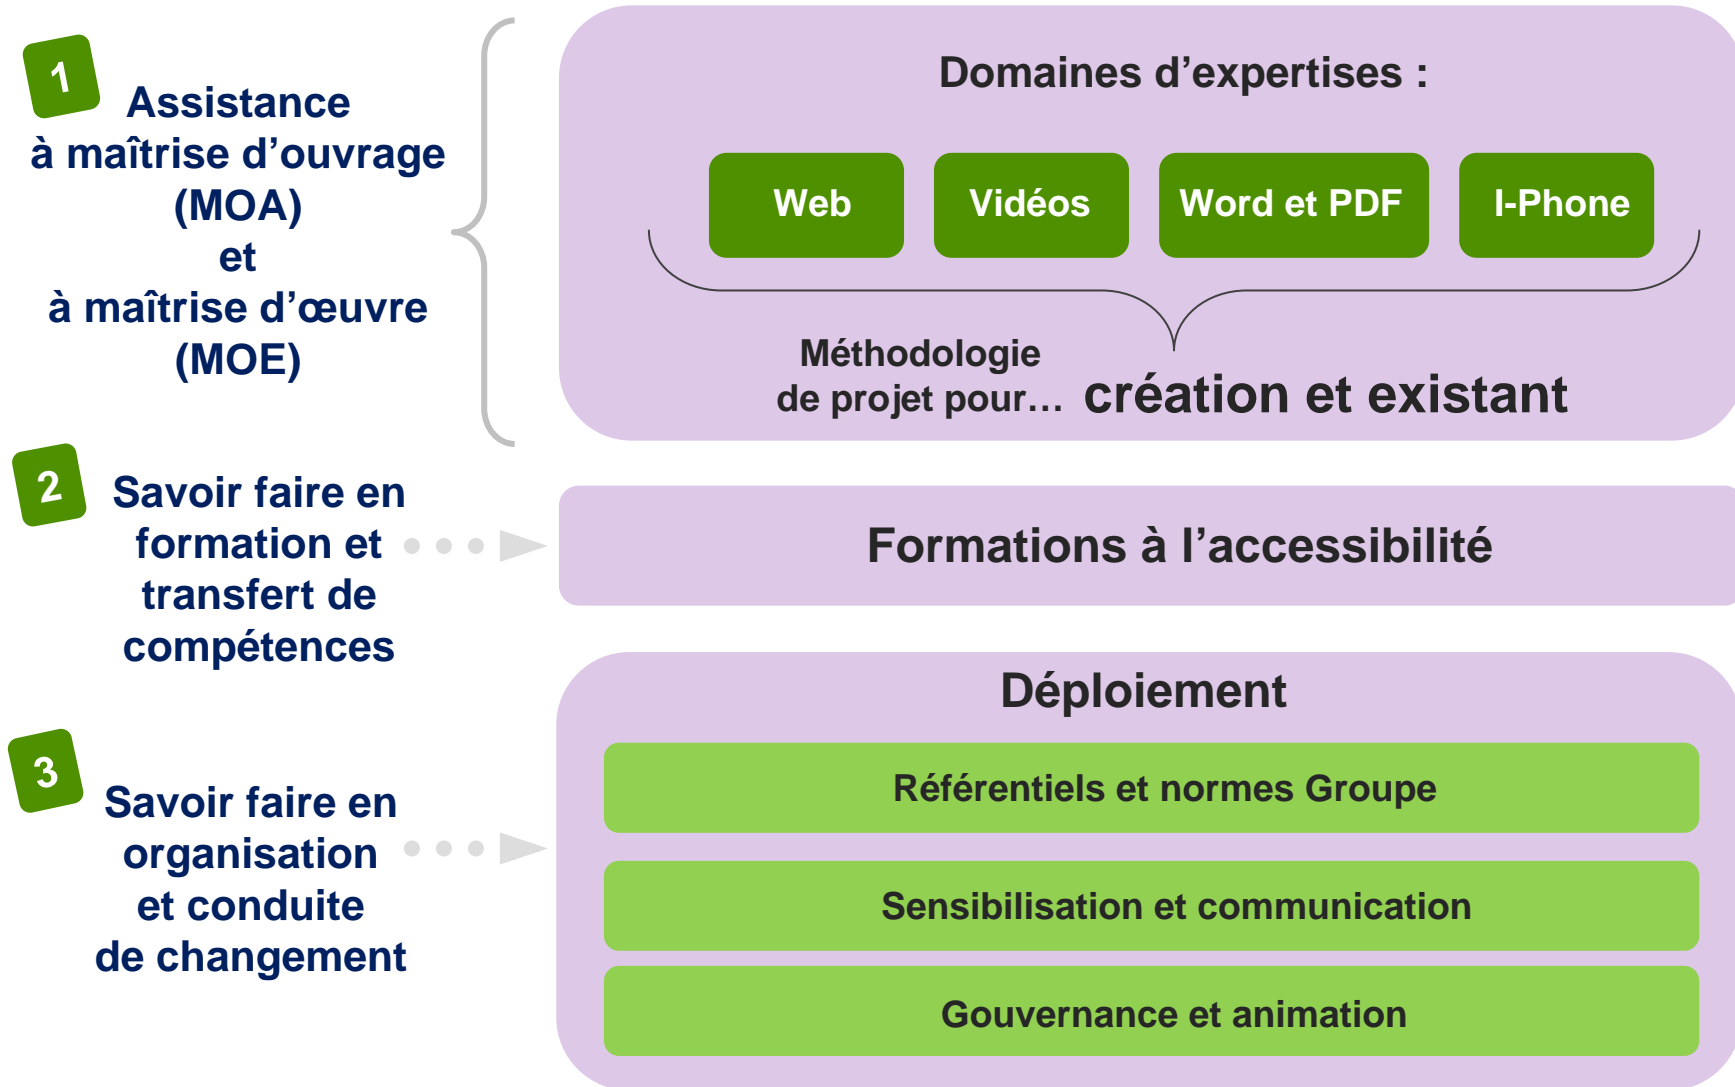 1
Assistance
à maîtrise d’ouvrage
(MOA)
et
à maîtrise d’œuvre
(MOE)
Domaines d’expertises :
Web
Vidéos
Word et PDF
I-Phone
Méthodologie
de projet pour…
création et existant
2
Savoir faire en
formation et
transfert de
compétences
Formations à l’accessibilité
3
Savoir faire en
organisation
et conduite
de changement
Déploiement
Référentiels et normes Groupe
Sensibilisation et communication
Gouvernance et animation